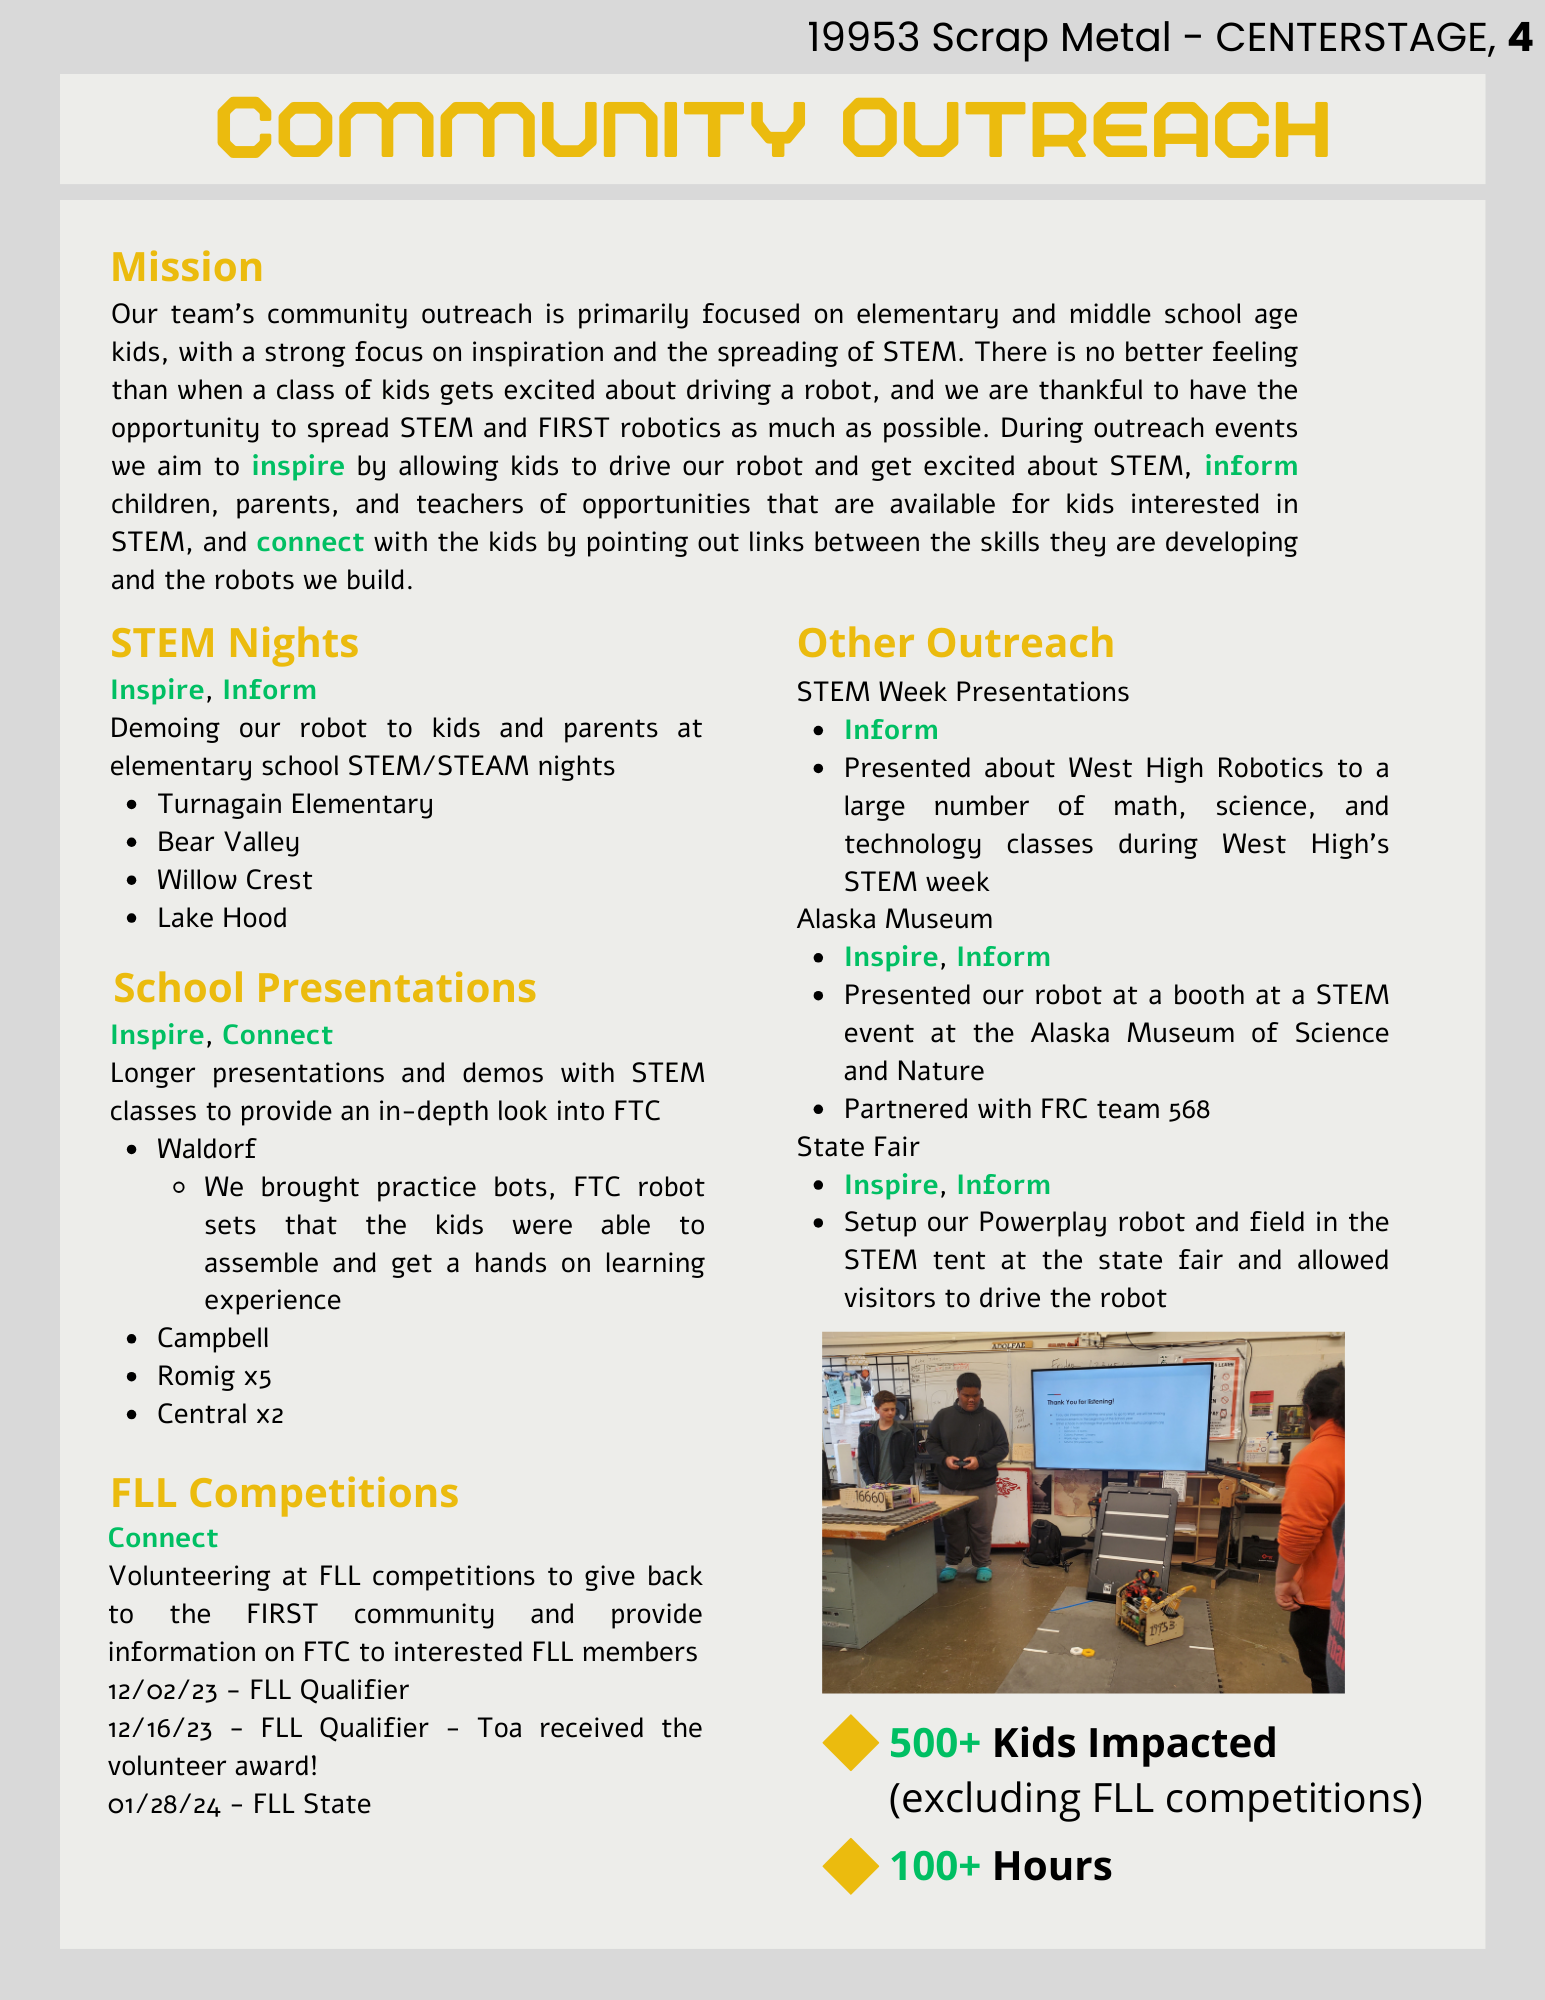 19953 Scrap Metal - CENTERSTAGE, 4
COMMUNITY OUTREACH
Mission
Our team's community outreach is primarily focused on elementary and middle school age
kids, with a strong focus on inspiration and the spreading of STEM. There is no better feeling
than when a class of kids gets excited about driving a robot, and we are thankful to have the
opportunity to spread STEM and FIRST robotics as much as possible. During outreach events
we aim to inspire by allowing kids to drive our robot and get excited about STEM, inform
children, parents, and teachers of opportunities that are available for kids interested in
STEM, and connect with the kids by pointing out links between the skills they are developing
and the robots we build.
STEM Nights
Inspire, Inform
Demoing our robot to kids and parents at
elementary school STEM/STEAM nights
• Turnagain Elementary
• Bear Valley
• Willow Crest
• Lake Hood
School Presentations
Inspire, Connect
Longer presentations and demos with STEM
classes to provide an in-depth look into FTC
• Waldorf
◦ We brought practice bots, FTC robot
sets that the kids were able to
assemble and get a hands on learning
experience
• Campbell
• Romig x5
• Central x2
FLL Competitions
Connect
Volunteering at FLL competitions to give back
to the FIRST community and provide
information on FTC to interested FLL members
12/02/23 - FLL Qualifier
12/16/23 - FLL Qualifier - Toa received the
volunteer award!
01/28/24 - FLL State
Other Outreach
STEM Week Presentations
• Inform
• Presented about West High Robotics to a
large number of math, science, and
technology classes during West High's
STEM week
Alaska Museum
• Inspire, Inform
• Presented our robot at a booth at a STEM
event at the Alaska Museum of Science
and Nature
• Partnered with FRC team 568
State Fair
• Inspire, Inform
• Setup our Powerplay robot and field in the
STEM tent at the state fair and allowed
visitors to drive the robot
ADOLFAE
Thank You for listening!
16660
19953
500+ Kids Impacted
(excluding FLL competitions)
100+ Hours